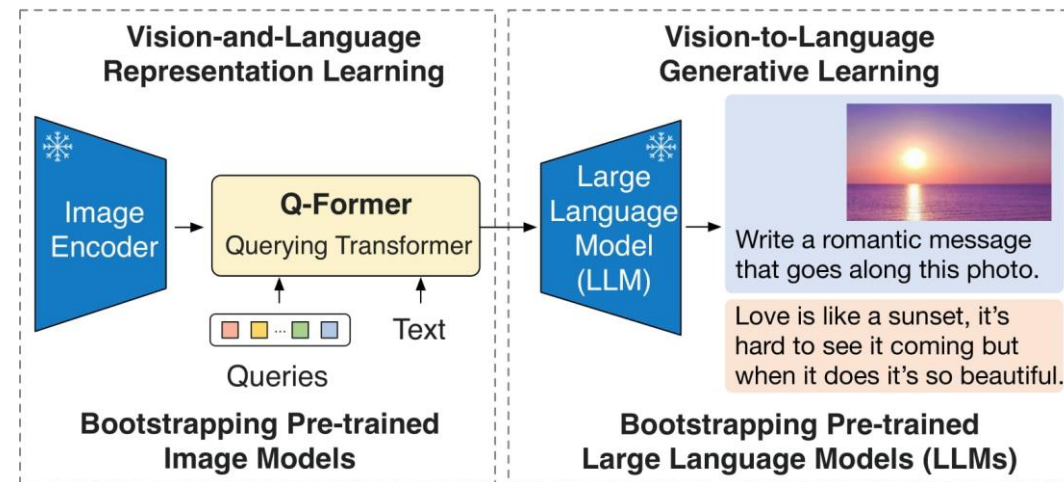 Vision-and-Language
Representation Learning
Image
Encoder
Q-Former
Querying Transformer
...
Queries
Text
Bootstrapping Pre-trained
Image Models
Vision-to-Language
Generative Learning
Large
Language
Model
(LLM)
Write a romantic message
that goes along this photo.
Love is like a sunset, it's
hard to see it coming but
when it does it's so beautiful.
Bootstrapping Pre-trained
Large Language Models (LLMs)